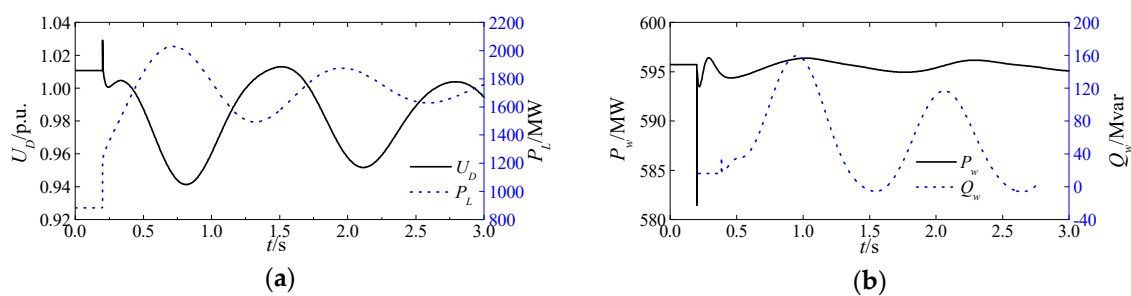 1.04
1.02
1.00
0.98
0.96
0.94
0.92
U_D/p.u.
2200
2000
1800
1600
1400
1200
1000
800
P_L/MW
U_D
P_L
0.0 0.5 1.0 1.5 2.0 2.5 3.0
t/s
(a)
600
595
590
585
580
P_w/MW
200
160
120
80
40
0
-40
Q_w/Mvar
P_w
Q_w
0.0 0.5 1.0 1.5 2.0 2.5 3.0
t/s
(b)